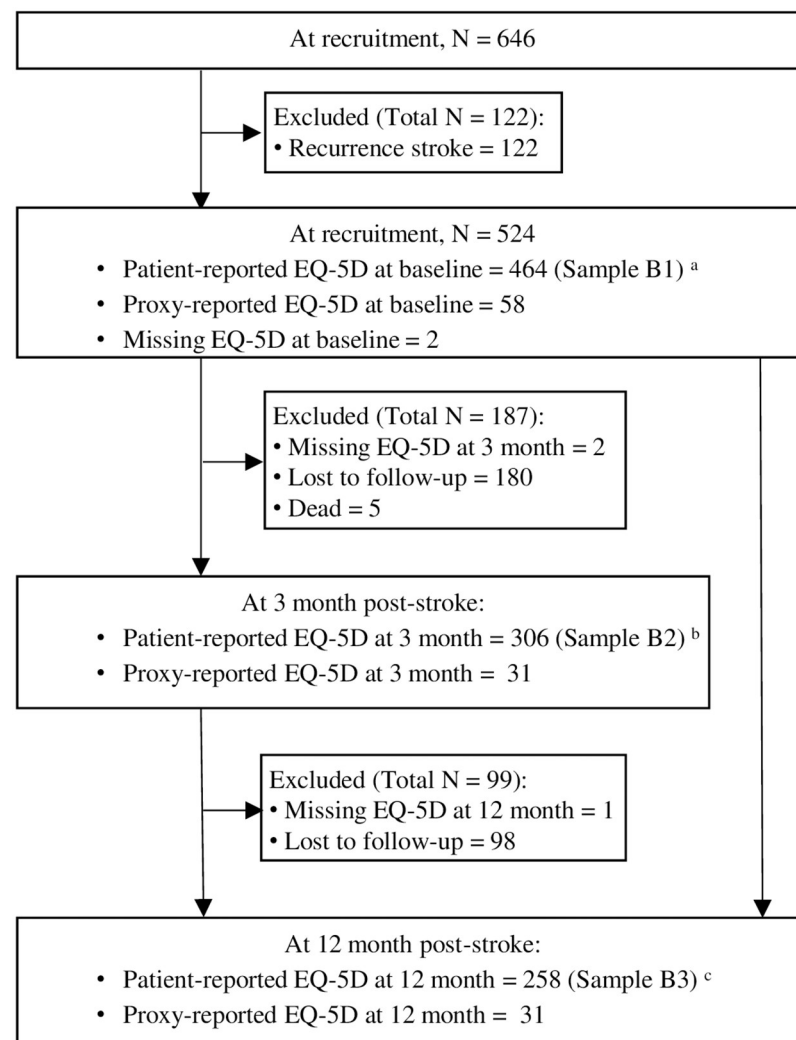 At recruitment, N = 646
Excluded (Total N = 122):
• Recurrence stroke = 122
At recruitment, N = 524
• Patient-reported EQ-5D at baseline = 464 (Sample B1) ᵃ
• Proxy-reported EQ-5D at baseline = 58
• Missing EQ-5D at baseline = 2
Excluded (Total N = 187):
• Missing EQ-5D at 3 month = 2
• Lost to follow-up = 180
• Dead = 5
At 3 month post-stroke:
• Patient-reported EQ-5D at 3 month = 306 (Sample B2) ᵇ
• Proxy-reported EQ-5D at 3 month = 31
Excluded (Total N = 99):
• Missing EQ-5D at 12 month = 1
• Lost to follow-up = 98
At 12 month post-stroke:
• Patient-reported EQ-5D at 12 month = 258 (Sample B3) ᶜ
• Proxy-reported EQ-5D at 12 month = 31